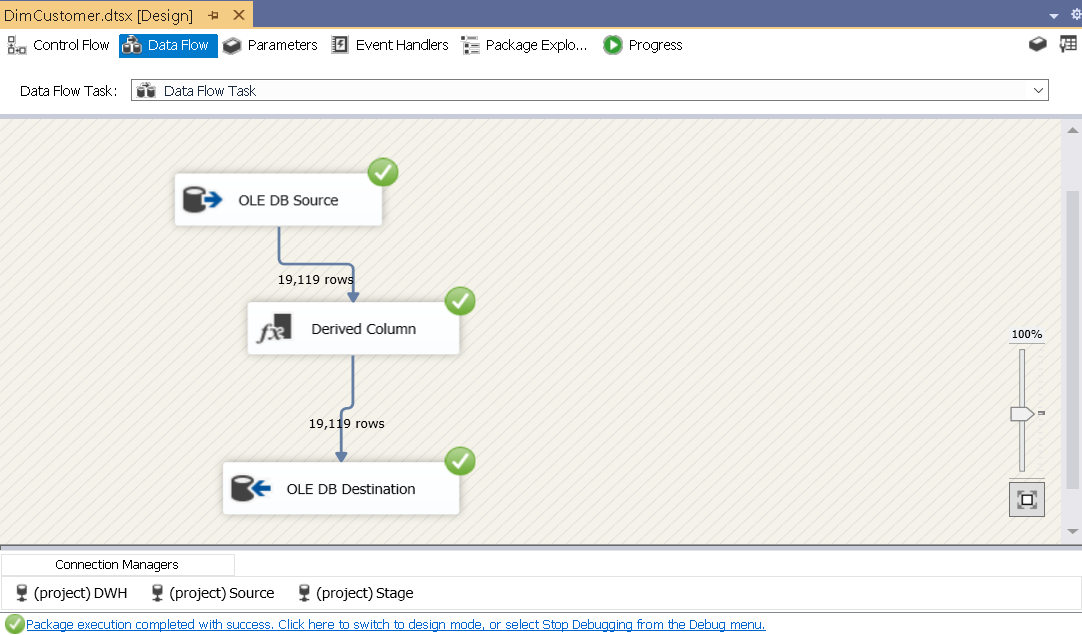 DimCustomer.dtsx [Design]
Control Flow Data Flow Parameters Event Handlers Package Explo... Progress
Data Flow Task: Data Flow Task
OLE DB Source
19,119 rows
Derived Column
100%
19,119 rows
OLE DB Destination
Connection Managers
(project) DWH (project) Source (project) Stage
Package execution completed with success. Click here to switch to design mode, or select Stop Debugging from the Debug menu.